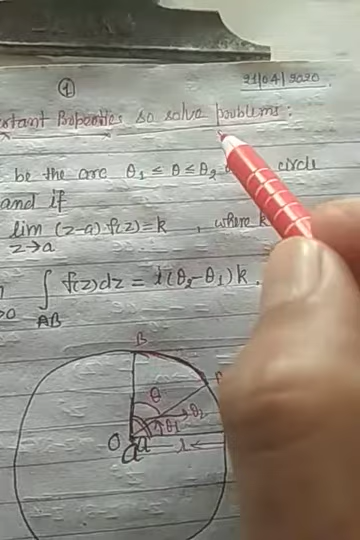 ①
21/04/2020
Properties to solve problems:
be the arc θ₁ ≤ θ ≤ θ₂ circle
and if
lim (z-a) f(z) = k , where k
z→a
∫ f(z)dz = i(θ₂-θ₁)k.
→0 AB
B
θ
θ₂
θ₁
O
a
r